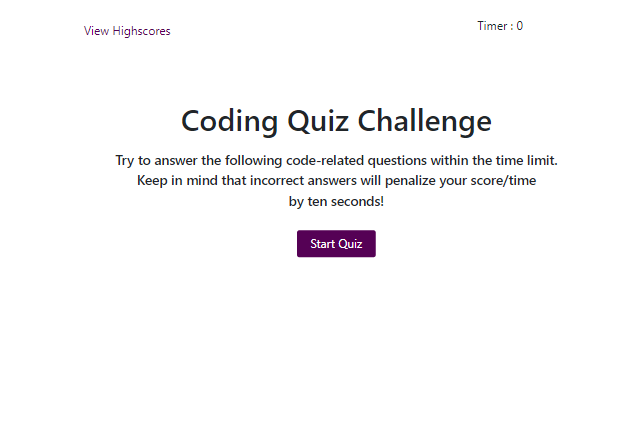 View Highscores
Timer : 0
Coding Quiz Challenge
Try to answer the following code-related questions within the time limit.
Keep in mind that incorrect answers will penalize your score/time
by ten seconds!
Start Quiz